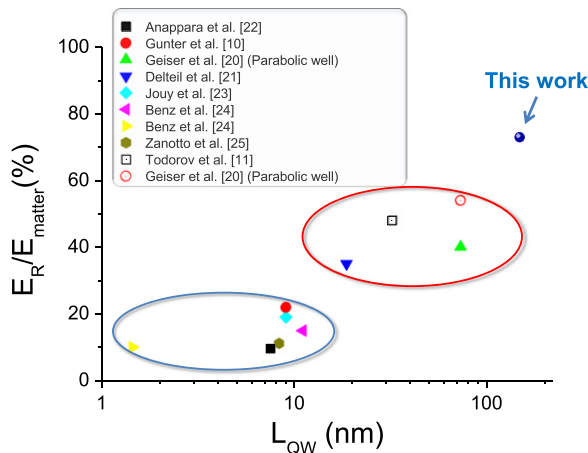 Anappara et al. [22]
Gunter et al. [10]
Geiser et al. [20] (Parabolic well)
Delteil et al. [21]
Jouy et al. [23]
Benz et al. [24]
Benz et al. [24]
Zanotto et al. [25]
Todorov et al. [11]
Geiser et al. [20] (Parabolic well)
This work
100
80
60
40
20
0
E_R/E_matter(%)
1
10
100
L_QW (nm)